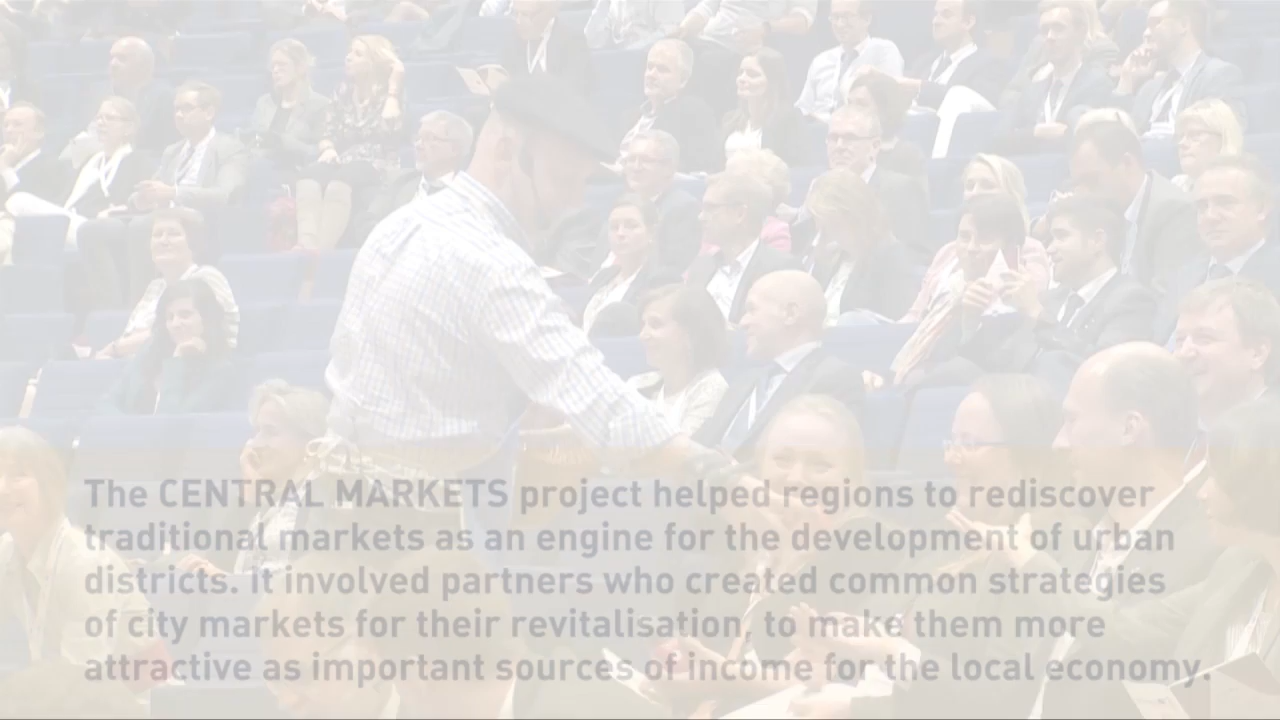 The CENTRAL MARKETS project helped regions to rediscover
traditional markets as an engine for the development of urban
districts. It involved partners who created common strategies
of city markets for their revitalisation, to make them more
attractive as important sources of income for the local economy.